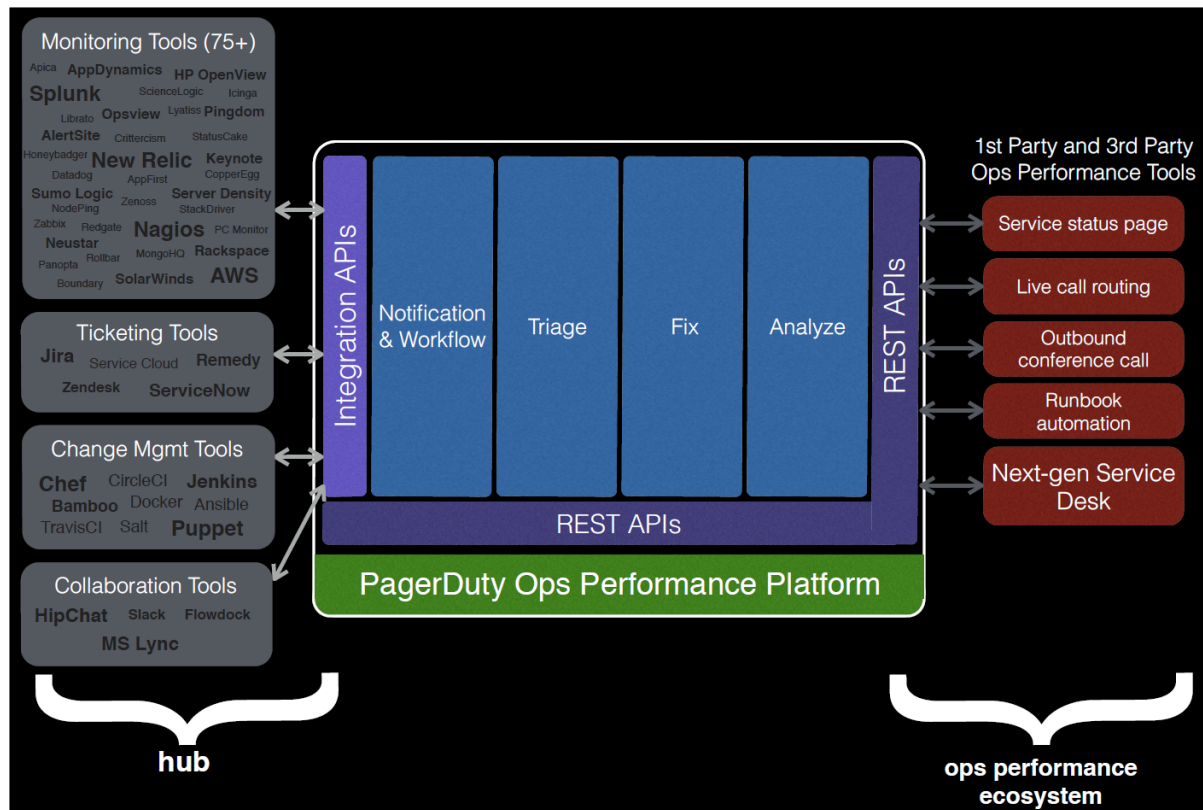 Monitoring Tools (75+)
Apica AppDynamics HP OpenView
Splunk ScienceLogic Icinga
Librato Opsview Lyatiss Pingdom
AlertSite Crittercism StatusCake
Honeybadger New Relic Keynote
Datadog AppFirst CopperEgg
Sumo Logic Zenoss Server Density
NodePing StackDriver
Zabbix Redgate Nagios PC Monitor
Neustar Rollbar MongoHQ Rackspace
Panopta
Boundary SolarWinds AWS
Ticketing Tools
Jira Service Cloud Remedy
Zendesk ServiceNow
Change Mgmt Tools
Chef CircleCI Jenkins
Bamboo Docker Ansible
TravisCI Salt Puppet
Collaboration Tools
HipChat Slack Flowdock
MS Lync
hub
Integration APIs
Notification
& Workflow
Triage
Fix
Analyze
REST APIs
REST APIs
PagerDuty Ops Performance Platform
1st Party and 3rd Party
Ops Performance Tools
Service status page
Live call routing
Outbound
conference call
Runbook
automation
Next-gen Service
Desk
ops performance
ecosystem